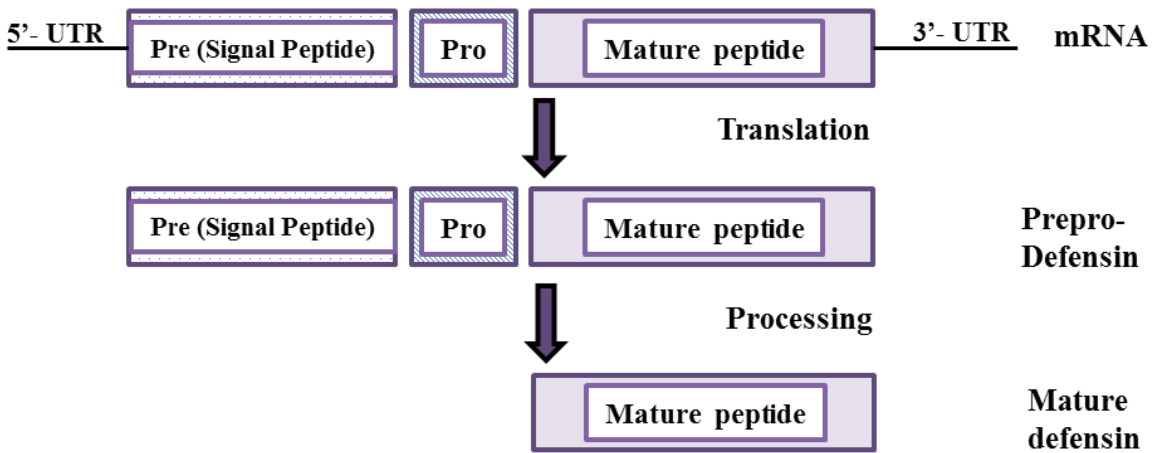 5’- UTR
Pre (Signal Peptide)
Pro
Mature peptide
3’- UTR
mRNA
Translation
Pre (Signal Peptide)
Pro
Mature peptide
Prepro-
Defensin
Processing
Mature peptide
Mature
defensin